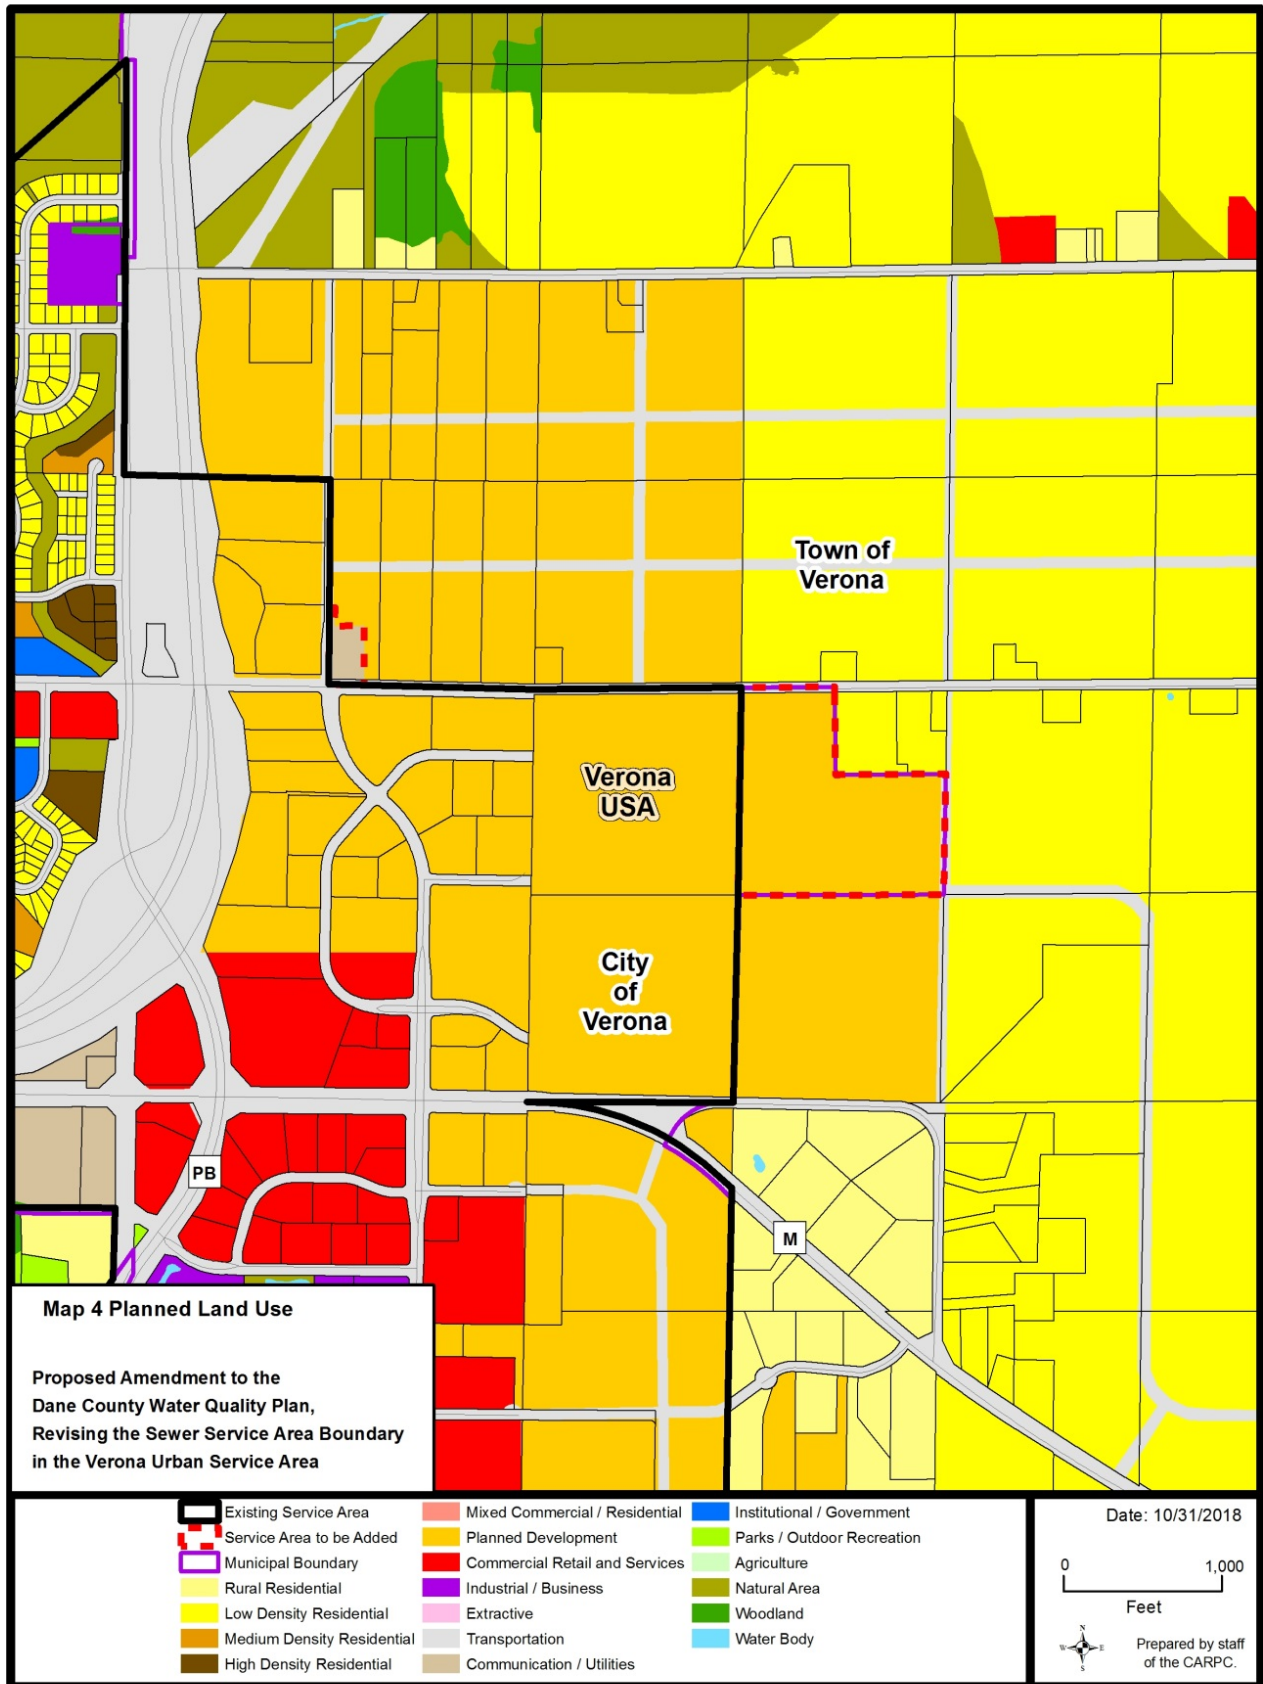 Town of
Verona
Verona
USA
City
of
Verona
PB
M
Map 4 Planned Land Use
Proposed Amendment to the
Dane County Water Quality Plan,
Revising the Sewer Service Area Boundary
in the Verona Urban Service Area
Existing Service Area
Service Area to be Added
Municipal Boundary
Rural Residential
Low Density Residential
Medium Density Residential
High Density Residential
Mixed Commercial / Residential
Planned Development
Commercial Retail and Services
Industrial / Business
Extractive
Transportation
Communication / Utilities
Institutional / Government
Parks / Outdoor Recreation
Agriculture
Natural Area
Woodland
Water Body
Date: 10/31/2018
0 1,000
Feet
N
W E
S
Prepared by staff
of the CARPC.